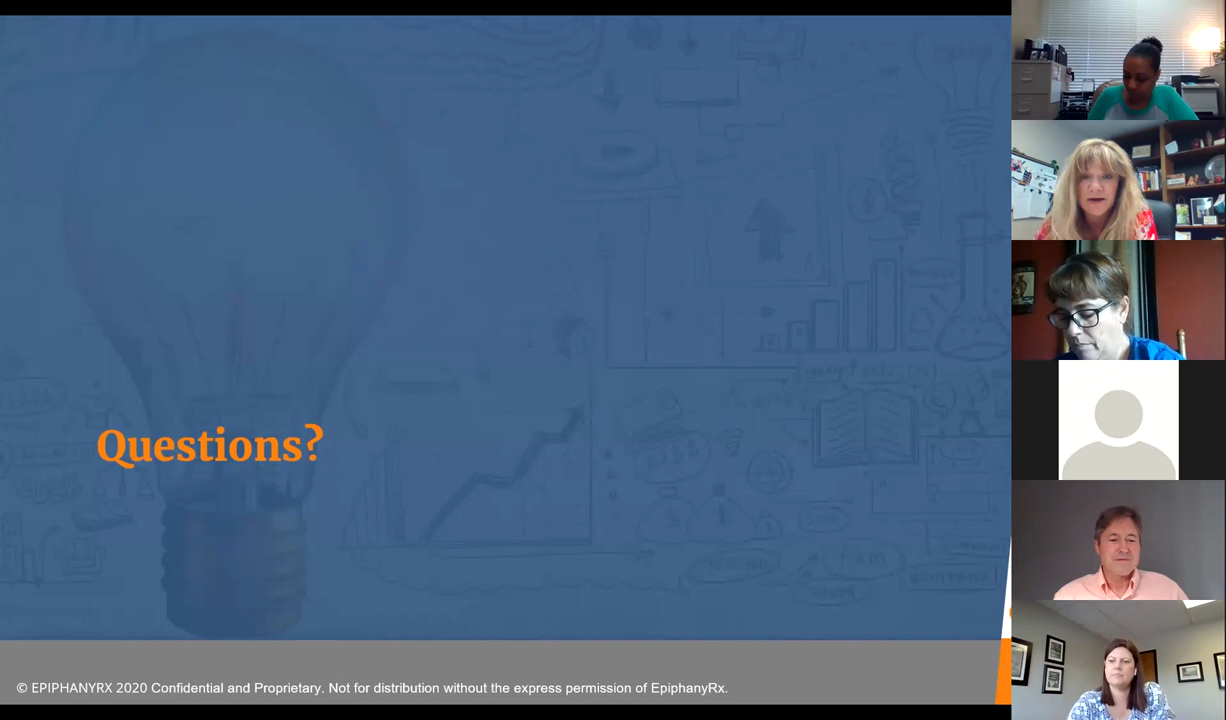 Questions?
© EPIPHANYRX 2020 Confidential and Proprietary. Not for distribution without the express permission of EpiphanyRx.